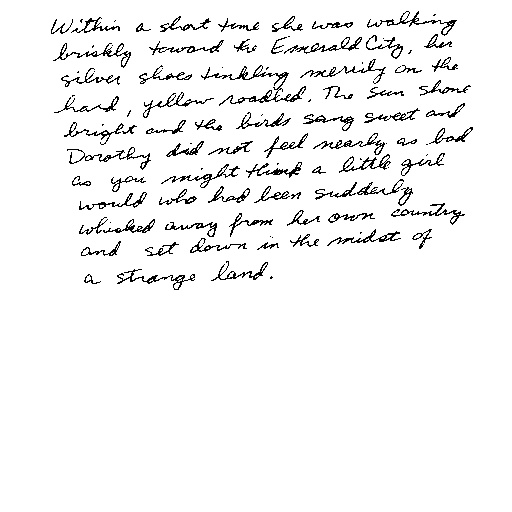 Within a short time she was walking
briskly toward the Emerald City, her
silver shoes tinkling merrily on the
hard, yellow roadbed. The sun shone
bright and the birds sang sweet and
Dorothy did not feel nearly as bad
as you might think a little girl
would who had been suddenly
whisked away from her own country
and set down in the midst of
a strange land.